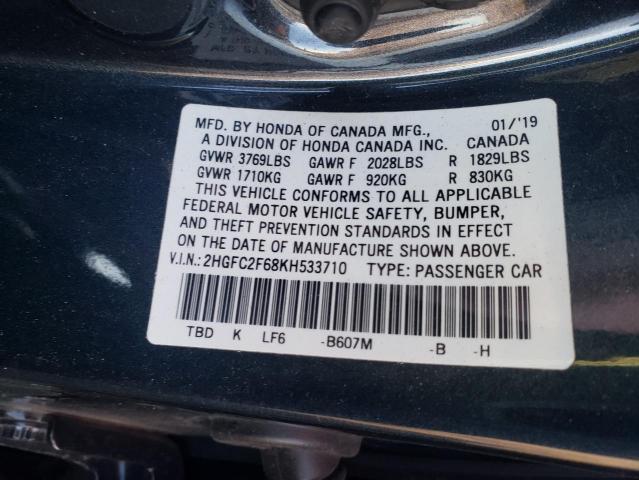 MFD. BY HONDA OF CANADA MFG., 01/'19
A DIVISION OF HONDA CANADA INC. CANADA
GVWR 3769LBS GAWR F 2028LBS R 1829LBS
GVWR 1710KG GAWR F 920KG R 830KG
THIS VEHICLE CONFORMS TO ALL APPLICABLE
FEDERAL MOTOR VEHICLE SAFETY, BUMPER,
AND THEFT PREVENTION STANDARDS IN EFFECT
ON THE DATE OF MANUFACTURE SHOWN ABOVE.
V.I.N.: 2HGFC2F68KH533710 TYPE: PASSENGER CAR
TBD K LF6 -B607M -B -H